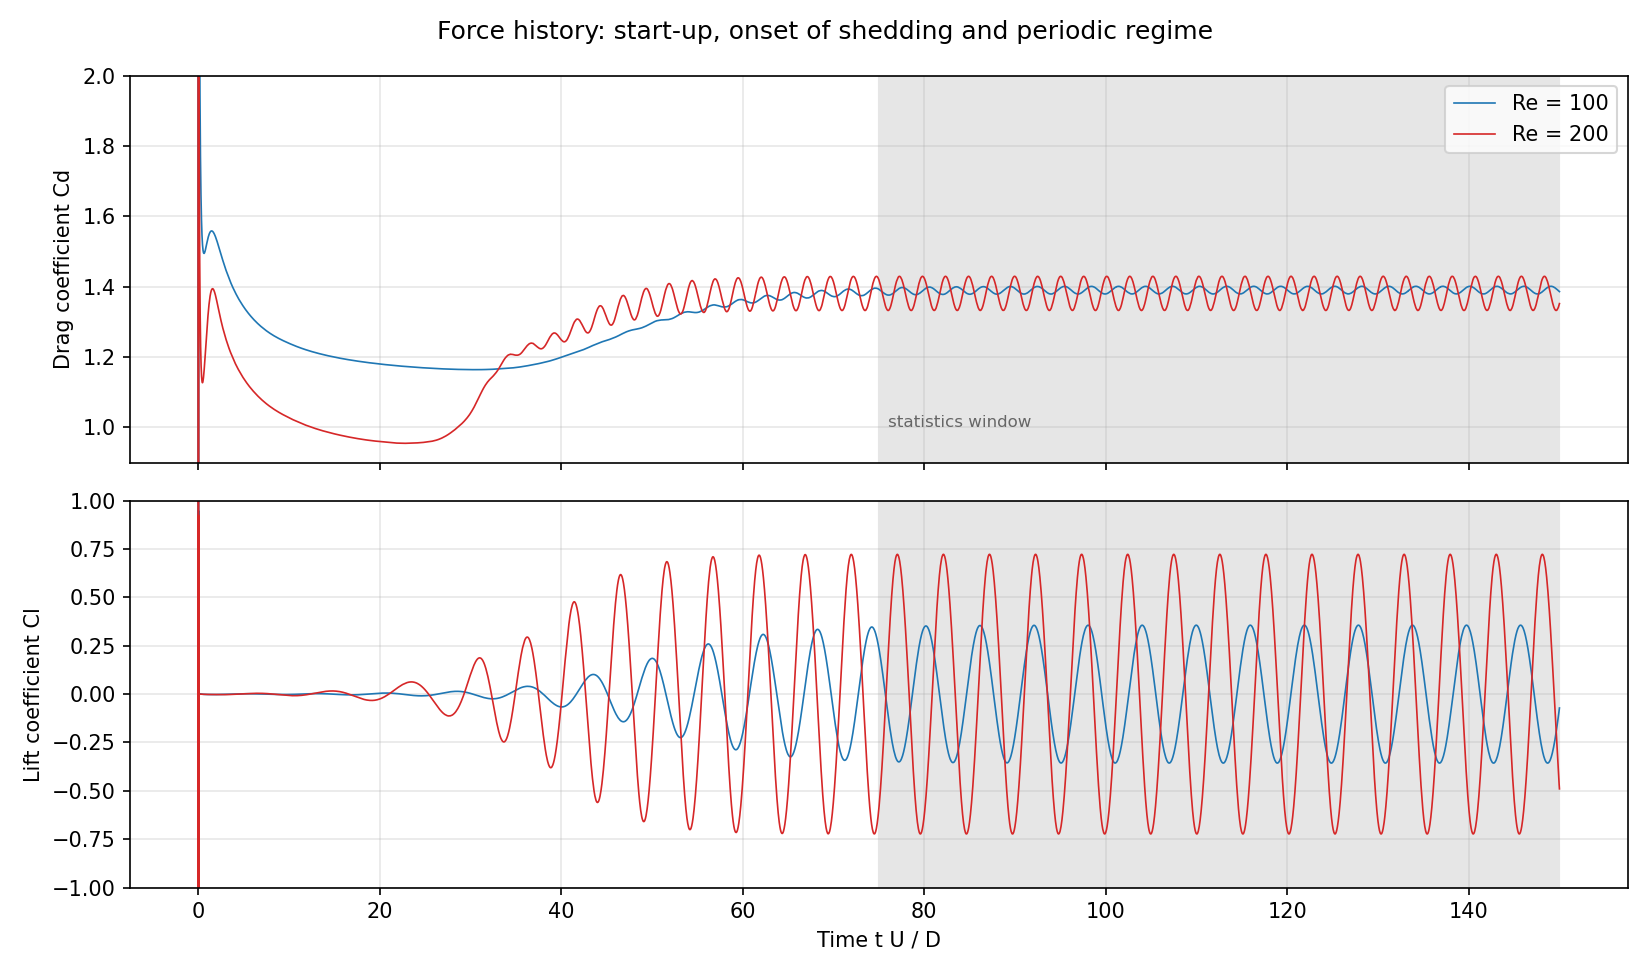 Force history: start-up, onset of shedding and periodic regime
2.0
1.8
1.6
1.4
1.2
1.0
Drag coefficient Cd
Re = 100
Re = 200
statistics window
1.00
0.75
0.50
0.25
0.00
−0.25
−0.50
−0.75
−1.00
Lift coefficient Cl
0 20 40 60 80 100 120 140
Time t U / D